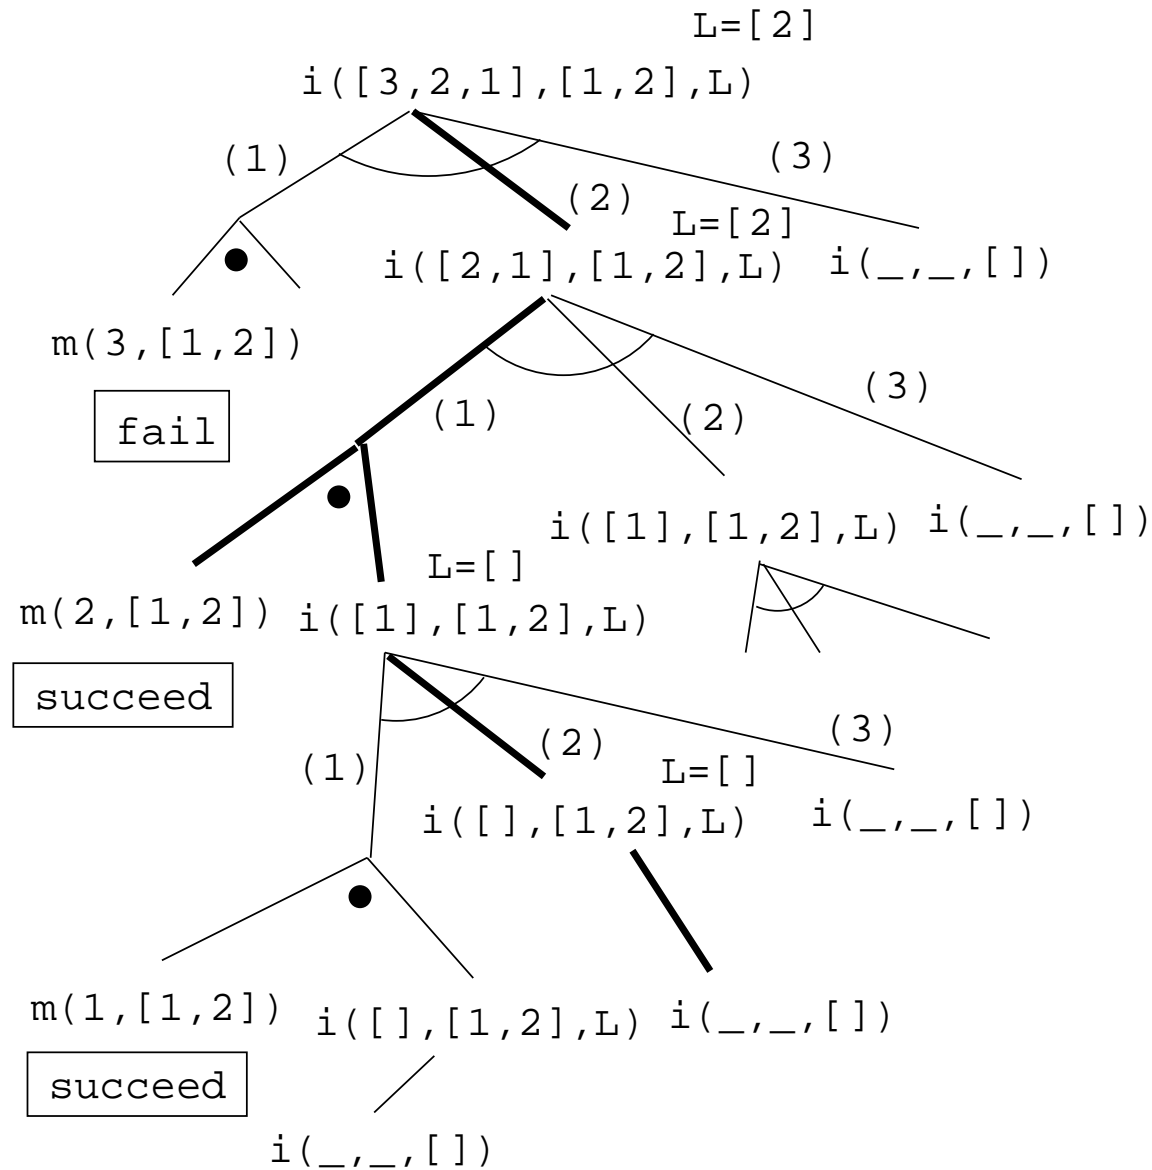 L=[2]
i([3,2,1],[1,2],L)
(1)
(3)
(2)
L=[2]
i([2,1],[1,2],L)
i(_,_,[])
m(3,[1,2])
fail
(1)
(2)
(3)
i([1],[1,2],L)
i(_,_,[])
L=[]
m(2,[1,2])
i([1],[1,2],L)
succeed
(1)
(2)
(3)
L=[]
i([],[1,2],L)
i(_,_,[])
m(1,[1,2])
i([],[1,2],L)
i(_,_,[])
succeed
i(_,_,[])